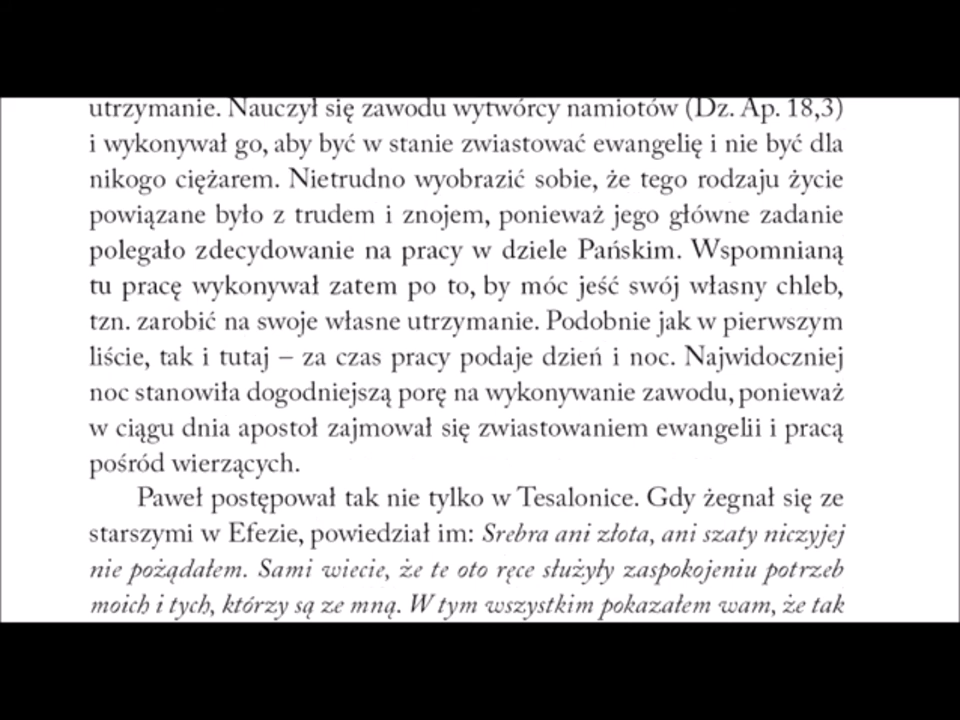 utrzymanie. Nauczył się zawodu wytwórcy namiotów (Dz. Ap. 18,3)
i wykonywał go, aby być w stanie zwiastować ewangelię i nie być dla
nikogo ciężarem. Nietrudno wyobrazić sobie, że tego rodzaju życie
powiązane było z trudem i znojem, ponieważ jego główne zadanie
polegało zdecydowanie na pracy w dziele Pańskim. Wspomnianą
tu pracę wykonywał zatem po to, by móc jeść swój własny chleb,
tzn. zarobić na swoje własne utrzymanie. Podobnie jak w pierwszym
liście, tak i tutaj – za czas pracy podaje dzień i noc. Najwidoczniej
noc stanowiła dogodniejszą porę na wykonywanie zawodu, ponieważ
w ciągu dnia apostoł zajmował się zwiastowaniem ewangelii i pracą
pośród wierzących.
Paweł postępował tak nie tylko w Tesalonice. Gdy żegnał się ze
starszymi w Efezie, powiedział im: Srebra ani złota, ani szaty niczyjej
nie pożądałem. Sami wiecie, że te oto ręce służyły zaspokojeniu potrzeb
moich i tych, którzy są ze mną. W tym wszystkim pokazałem wam, że tak